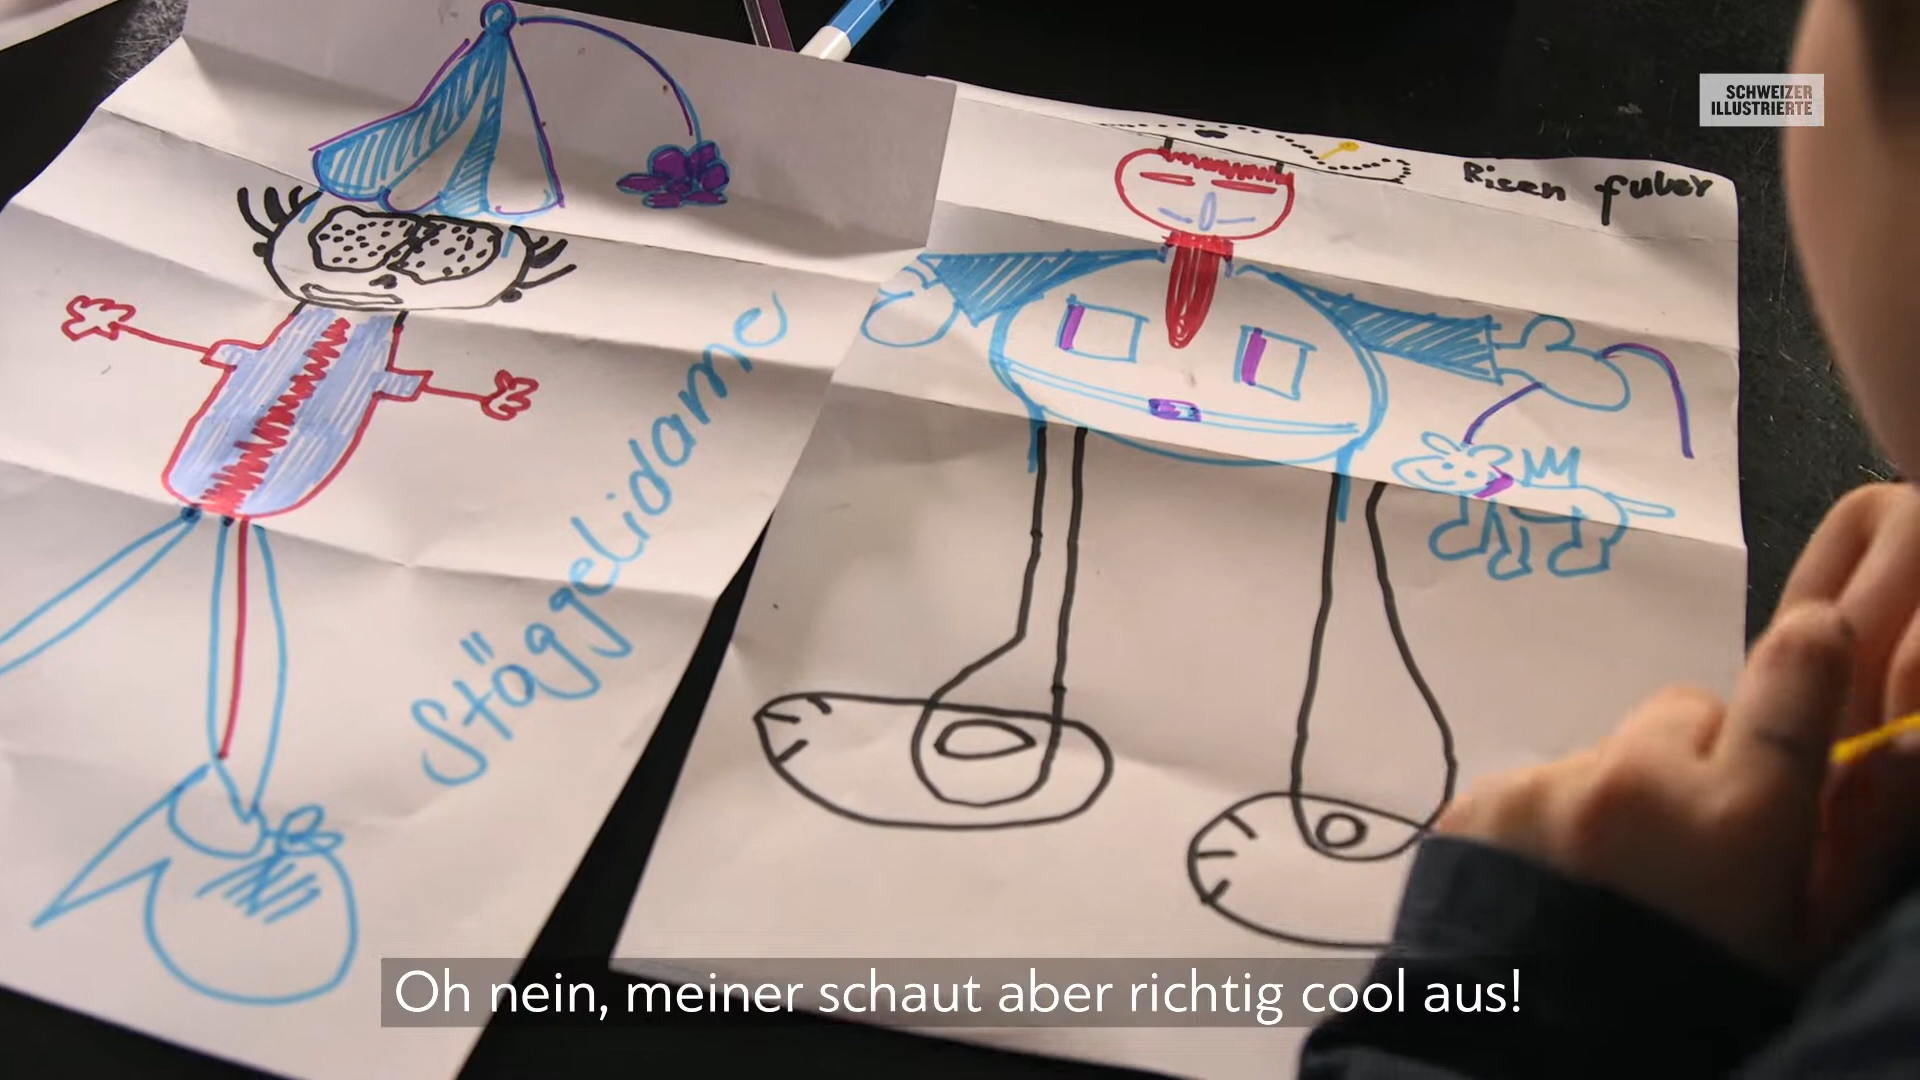 SCHWEIZER
ILLUSTRIERTE
Risen fuber
Stäggelidame
Oh nein, meiner schaut aber richtig cool aus!